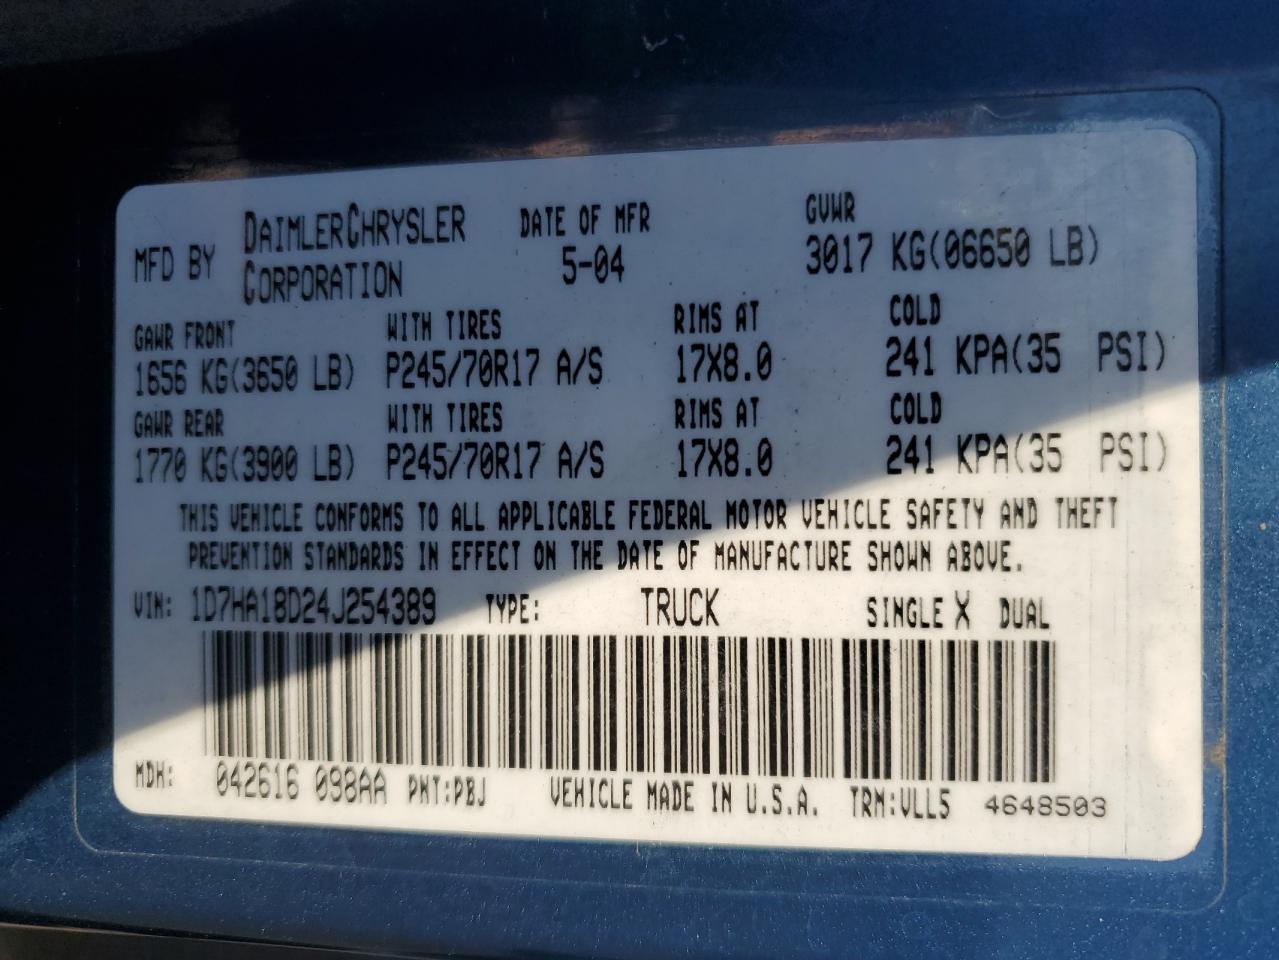 MFD BY DAIMLERCHRYSLER CORPORATION DATE OF MFR 5-04 GVWR 3017 KG(06650 LB)
GAWR FRONT WITH TIRES RIMS AT COLD
1656 KG(3650 LB) P245/70R17 A/S 17X8.0 241 KPA(35 PSI)
GAWR REAR WITH TIRES RIMS AT COLD
1770 KG(3900 LB) P245/70R17 A/S 17X8.0 241 KPA(35 PSI)
THIS VEHICLE CONFORMS TO ALL APPLICABLE FEDERAL MOTOR VEHICLE SAFETY AND THEFT
PREVENTION STANDARDS IN EFFECT ON THE DATE OF MANUFACTURE SHOWN ABOVE.
VIN: 1D7HA18D24J254389 TYPE: TRUCK SINGLE X DUAL
MDH: 042616 098AA PNT:PBJ VEHICLE MADE IN U.S.A. TRM:VLL5 4648503